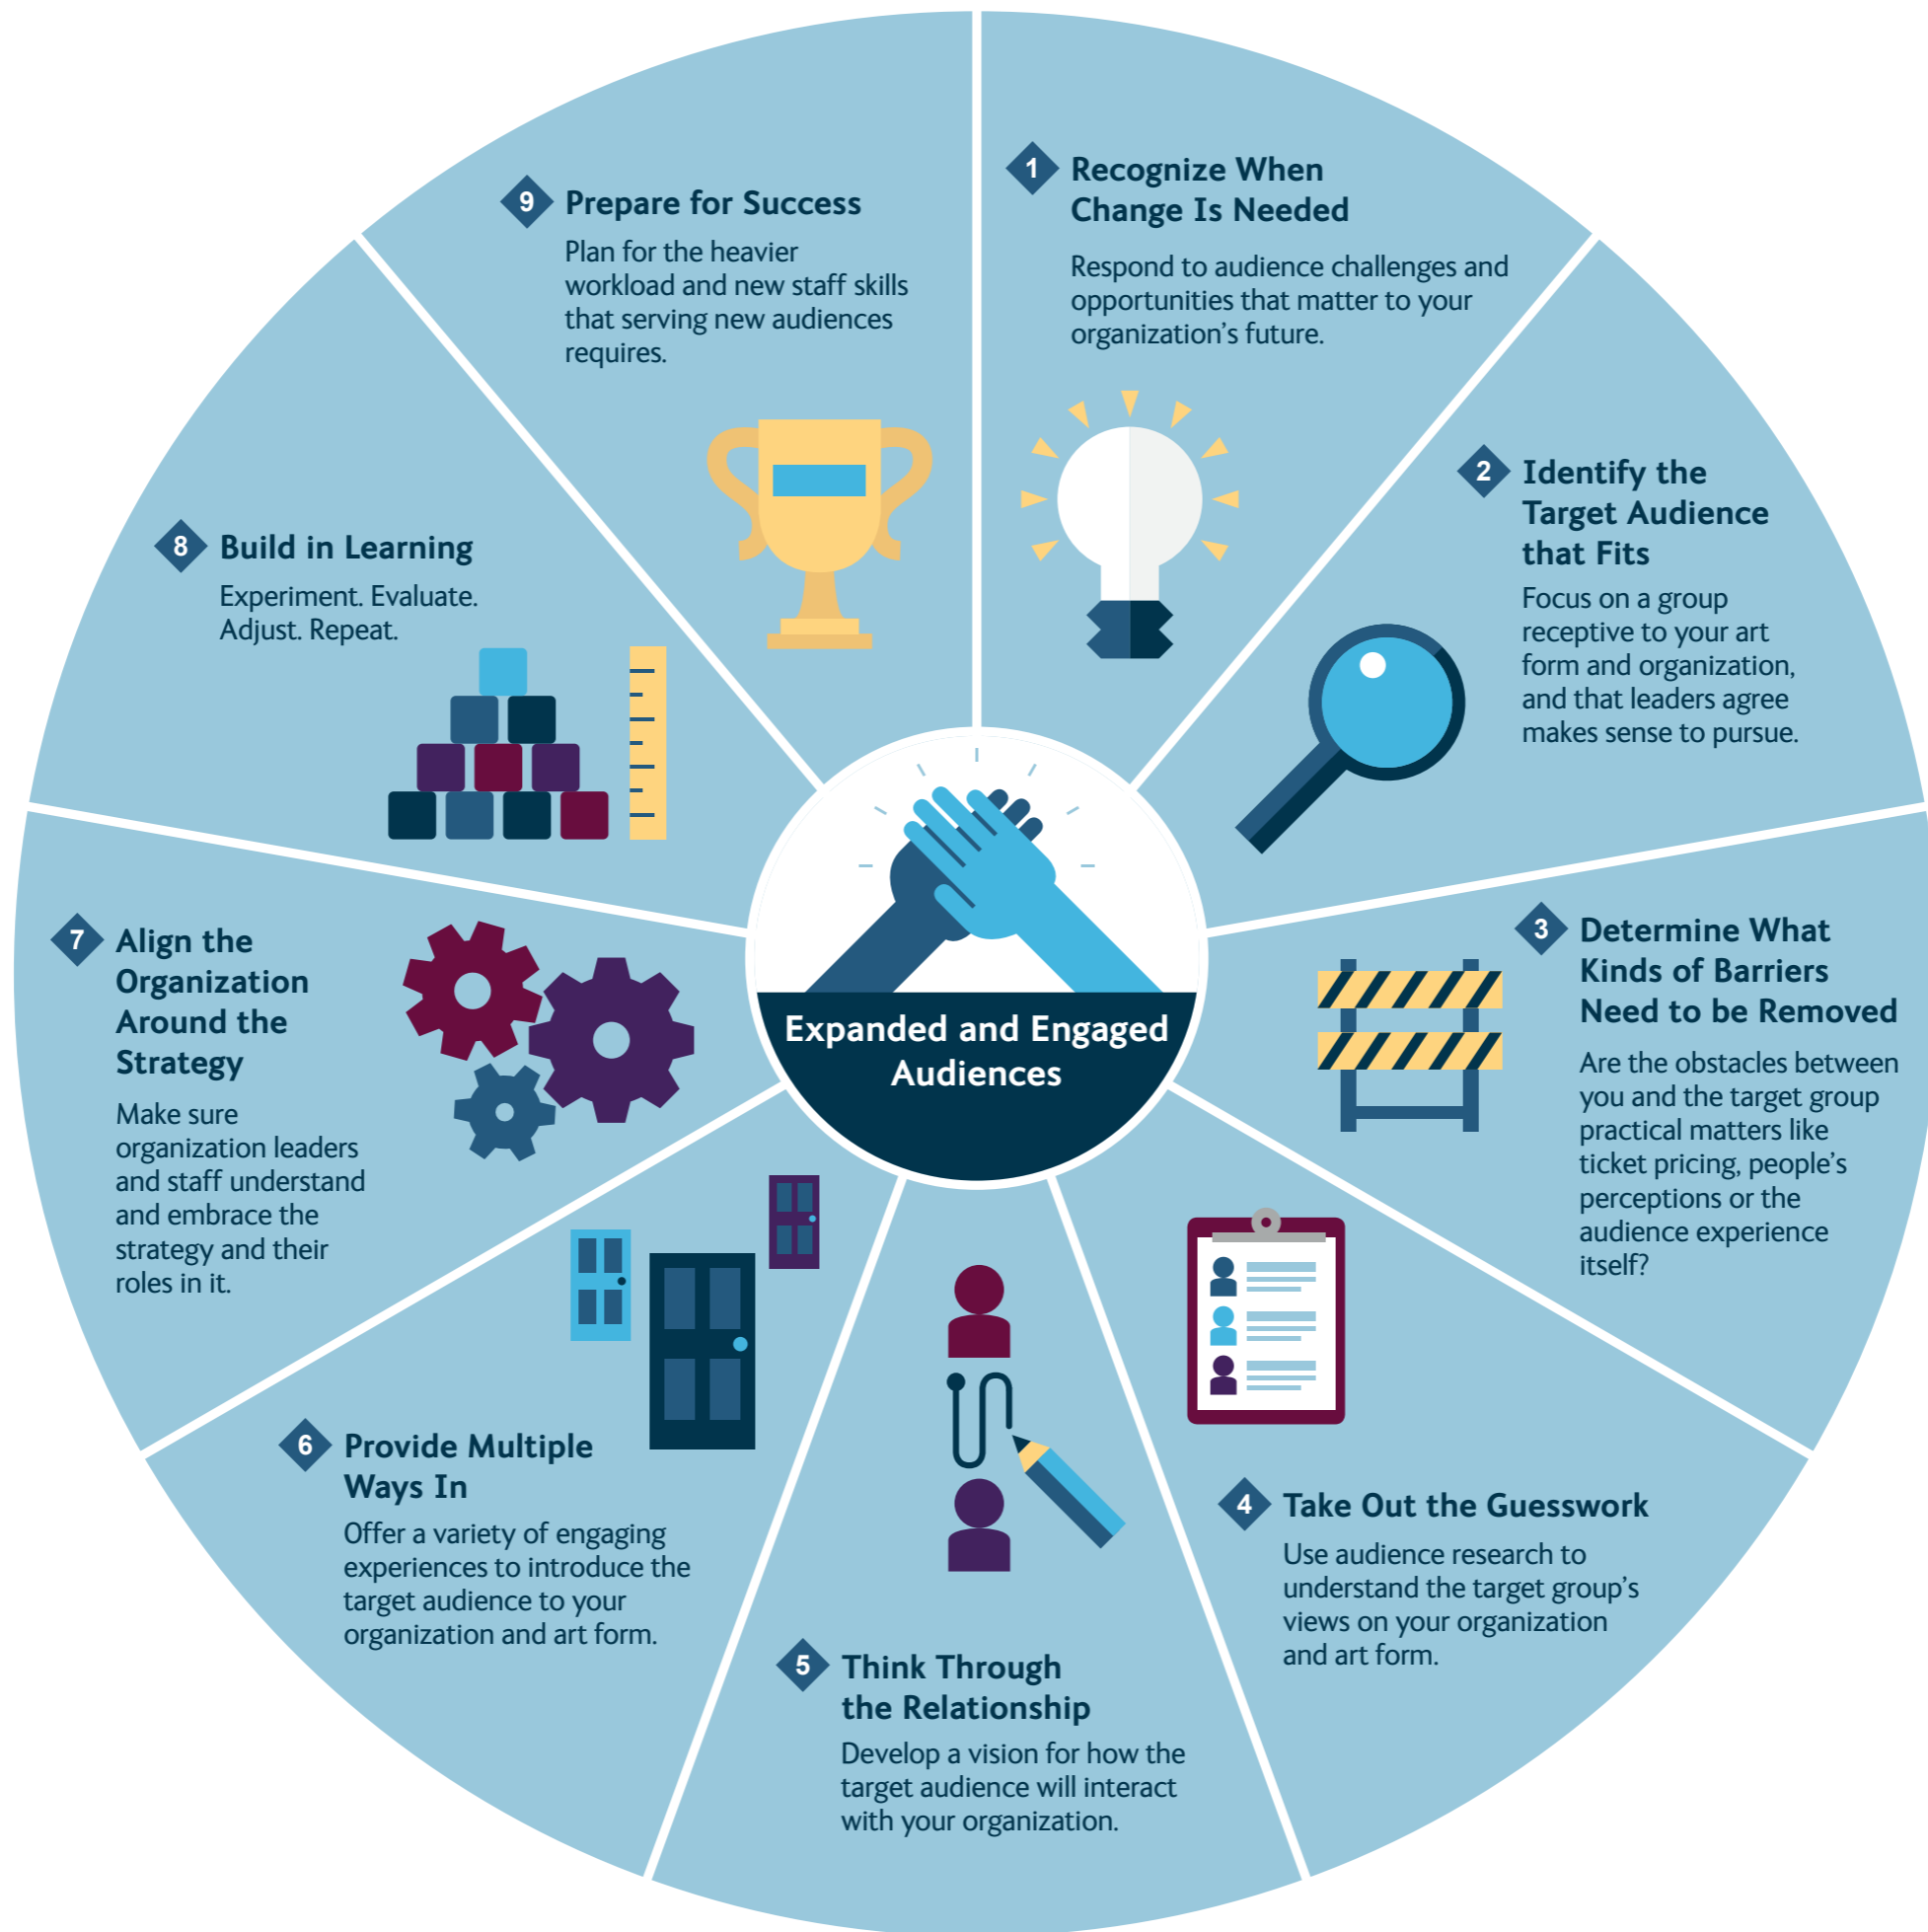 1
Recognize When
Change Is Needed
Respond to audience challenges and
opportunities that matter to your
organization's future.
2
Identify the
Target Audience
that Fits
Focus on a group
receptive to your art
form and organization,
and that leaders agree
makes sense to pursue.
3
Determine What
Kinds of Barriers
Need to be Removed
Are the obstacles between
you and the target group
practical matters like
ticket pricing, people's
perceptions or the
audience experience
itself?
4
Take Out the Guesswork
Use audience research to
understand the target group's
views on your organization
and art form.
5
Think Through
the Relationship
Develop a vision for how the
target audience will interact
with your organization.
6
Provide Multiple
Ways In
Offer a variety of engaging
experiences to introduce the
target audience to your
organization and art form.
7
Align the
Organization
Around the
Strategy
Make sure
organization leaders
and staff understand
and embrace the
strategy and their
roles in it.
8
Build in Learning
Experiment. Evaluate.
Adjust. Repeat.
9
Prepare for Success
Plan for the heavier
workload and new staff skills
that serving new audiences
requires.
Expanded and Engaged
Audiences